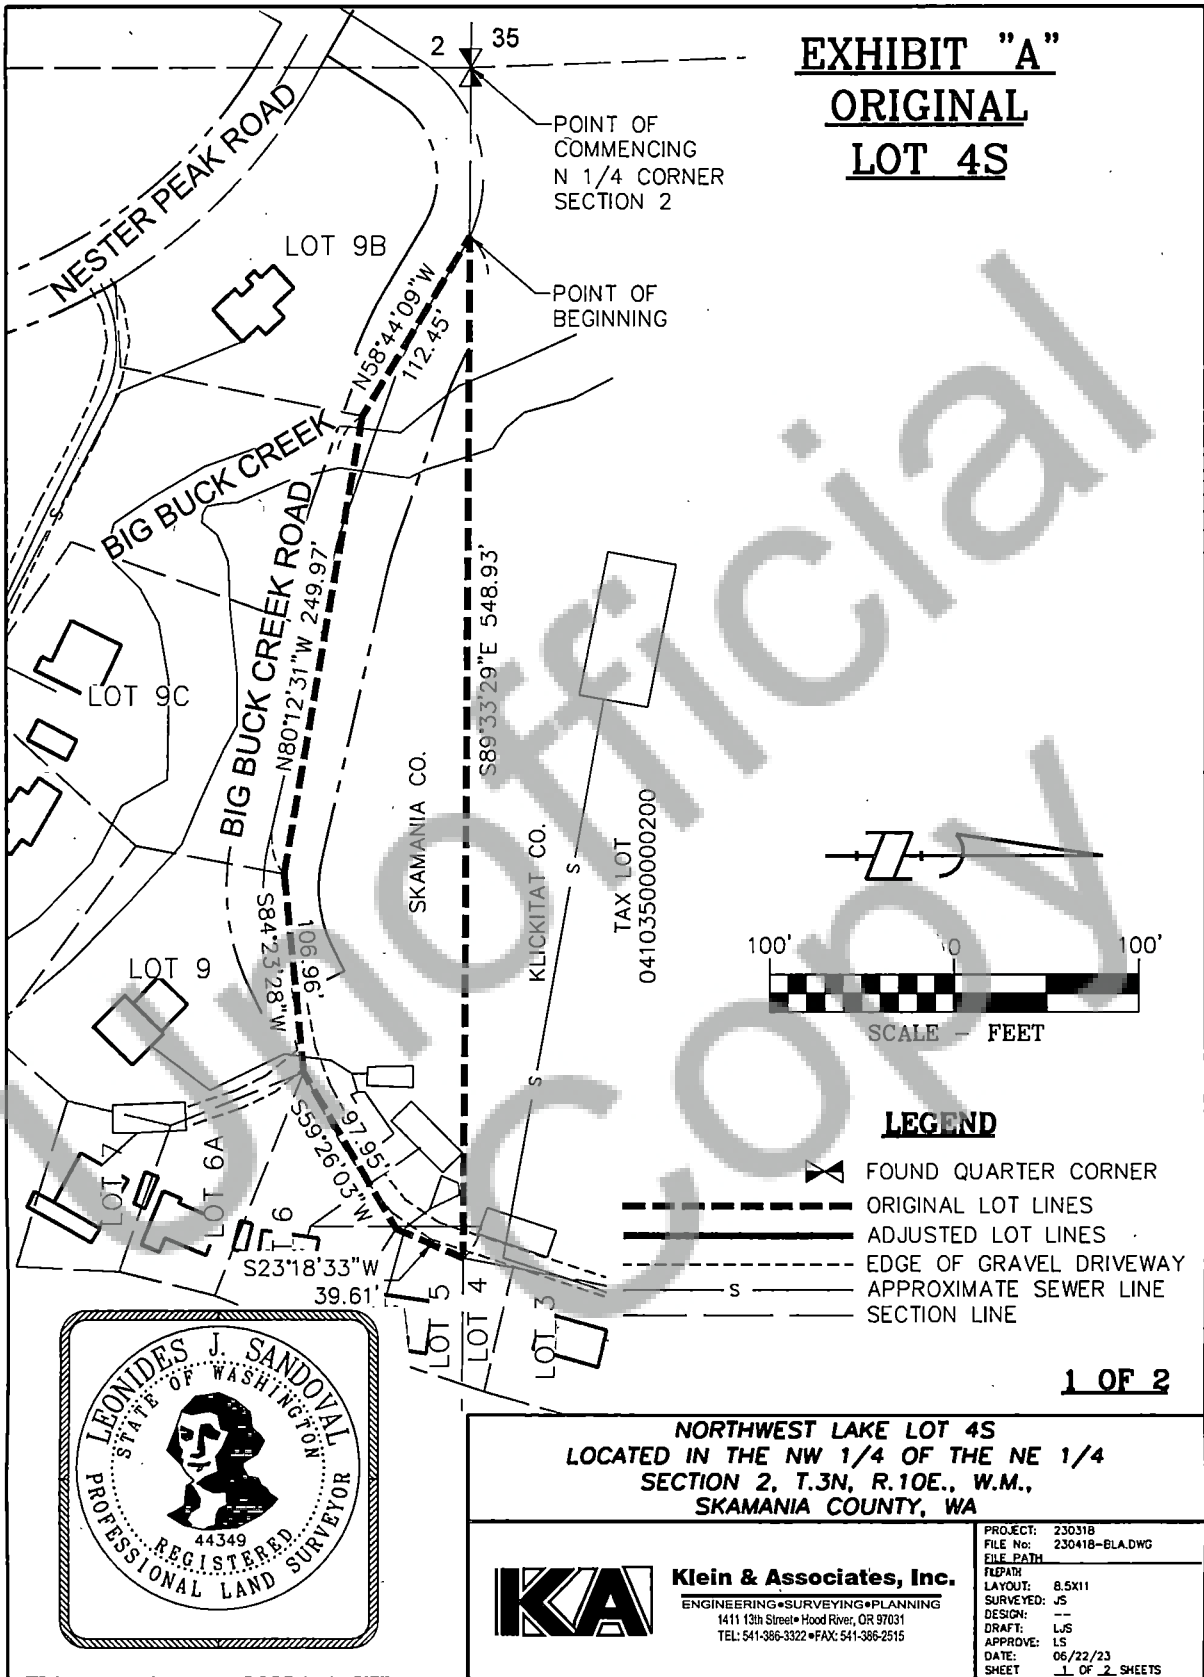 EXHIBIT "A"
ORIGINAL
LOT 4S
2
35
POINT OF
COMMENCING
N 1/4 CORNER
SECTION 2
NESTER PEAK ROAD
LOT 9B
POINT OF
BEGINNING
N58°44'09"W
112.45'
BIG BUCK CREEK
S
BIG BUCK CREEK ROAD
N80°12'31"W 249.97'
S89°33'29"E 548.93'
LOT 9C
SKAMANIA CO.
KLICKITAT CO.
S
TAX LOT
04103500000200
S84°23'28"W
106.96'
LOT 9
100'
100'
SCALE - FEET
S
S59°26'03"W
97.95'
LOT 7
LOT 6A
6
S23°18'33"W
39.61'
LOT 5
LOT 4
LOT 3
LEGEND
FOUND QUARTER CORNER
ORIGINAL LOT LINES
ADJUSTED LOT LINES
EDGE OF GRAVEL DRIVEWAY
S APPROXIMATE SEWER LINE
SECTION LINE
1 OF 2
LEONIDES J. SANDOVAL
STATE OF WASHINGTON
44349
REGISTERED
PROFESSIONAL LAND SURVEYOR
NORTHWEST LAKE LOT 4S
LOCATED IN THE NW 1/4 OF THE NE 1/4
SECTION 2, T.3N, R.10E., W.M.,
SKAMANIA COUNTY, WA
KA
Klein & Associates, Inc.
ENGINEERING•SURVEYING•PLANNING
1411 13th Street• Hood River, OR 97031
TEL: 541-386-3322 •FAX: 541-386-2515
PROJECT: 230318
FILE No: 230418-BLA.DWG
FILE PATH
FILEPATH
LAYOUT: 8.5X11
SURVEYED: JS
DESIGN: --
DRAFT: LJS
APPROVE: LS
DATE: 06/22/23
SHEET 1 OF 2 SHEETS
Unofficial
Copy